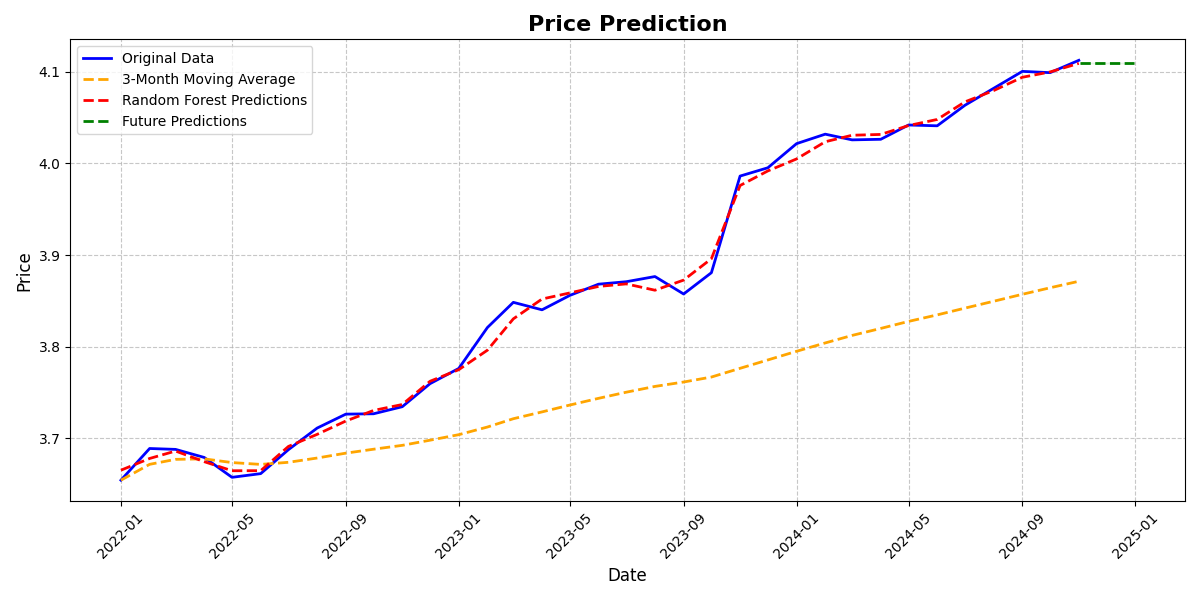 Price Prediction
Original Data
3-Month Moving Average
Random Forest Predictions
Future Predictions
Price
4.1
4.0
3.9
3.8
3.7
2022-01
2022-05
2022-09
2023-01
2023-05
2023-09
2024-01
2024-05
2024-09
2025-01
Date